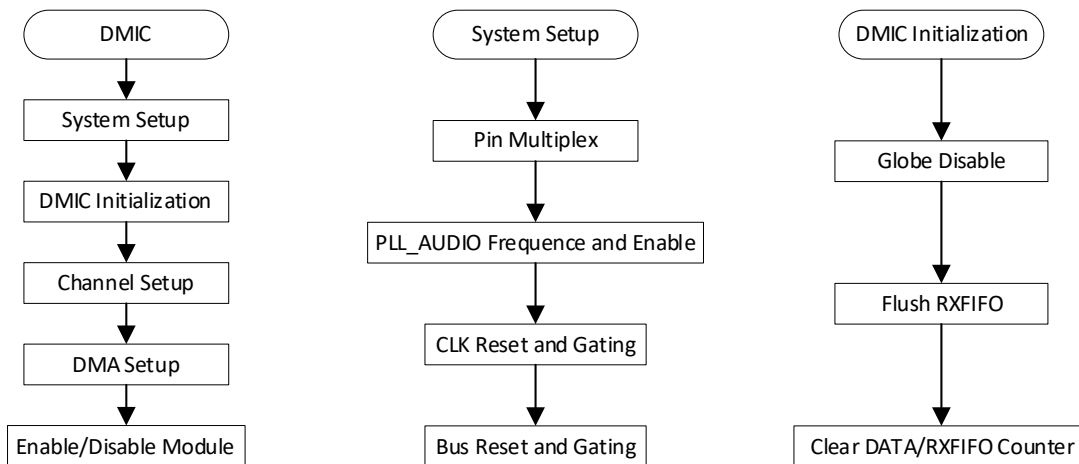 DMIC
System Setup
DMIC Initialization
Channel Setup
DMA Setup
Enable/Disable Module
System Setup
Pin Multiplex
PLL_AUDIO Frequence and Enable
CLK Reset and Gating
Bus Reset and Gating
DMIC Initialization
Globe Disable
Flush RXFIFO
Clear DATA/RXFIFO Counter